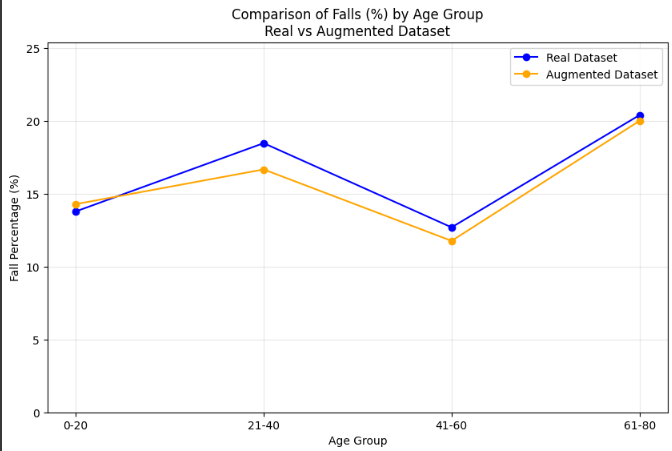 Comparison of Falls (%) by Age Group
Real vs Augmented Dataset
Real Dataset
Augmented Dataset
Fall Percentage (%)
25
20
15
10
5
0
0-20
21-40
41-60
61-80
Age Group